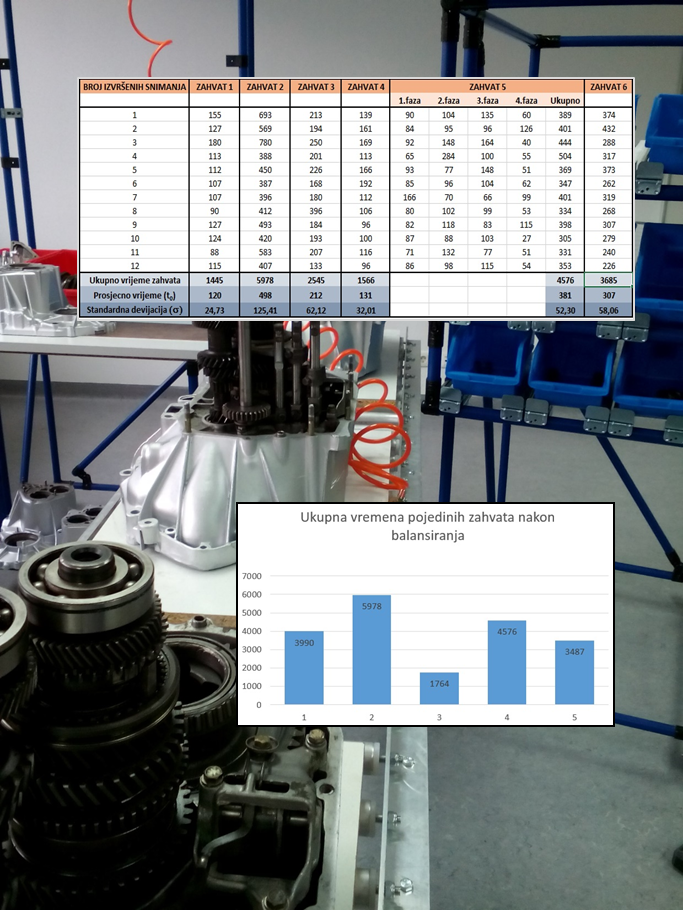 BROJ IZVRŠENIH SNIMANJA ZAHVAT 1 ZAHVAT 2 ZAHVAT 3 ZAHVAT 4 ZAHVAT 5 ZAHVAT 6
1.faza 2.faza 3.faza 4.faza Ukupno
1 155 693 213 139 90 104 135 60 389 374
2 127 569 194 161 84 95 96 126 401 432
3 180 780 250 169 92 148 164 40 444 288
4 113 388 201 113 65 284 100 55 504 317
5 112 450 226 166 93 77 148 51 369 373
6 107 387 168 192 85 96 104 62 347 262
7 107 396 180 112 166 70 66 99 401 319
8 90 412 396 106 80 102 99 53 334 268
9 127 493 184 96 82 118 83 115 398 307
10 124 420 193 100 87 88 103 27 305 279
11 88 583 207 116 71 132 77 51 331 240
12 115 407 133 96 86 98 115 54 353 226
Ukupno vrijeme zahvata 1445 5978 2545 1566 4576 3685
Prosjecno vrijeme (t₀) 120 498 212 131 381 307
Standardna devijacija (σ) 24,73 125,41 62,12 32,01 52,30 58,06
Ukupna vremena pojedinih zahvata nakon
balansiranja
7000
6000
5000
4000
3000
2000
1000
0
3990
5978
1764
4576
3487
1 2 3 4 5